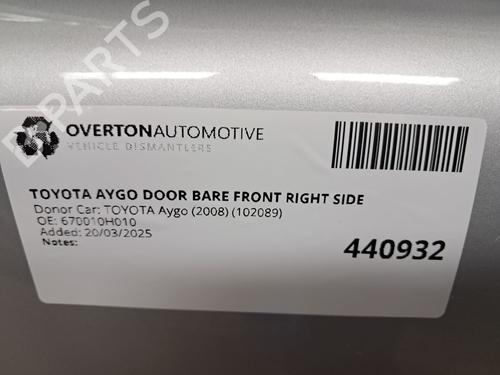 B-PARTS
OVERTONAUTOMOTIVE
VEHICLE DISMANTLERS
TOYOTA AYGO DOOR BARE FRONT RIGHT SIDE
Donor Car: TOYOTA Aygo (2008) (102089)
OE: 670010H010
Added: 20/03/2025
Notes:
440932